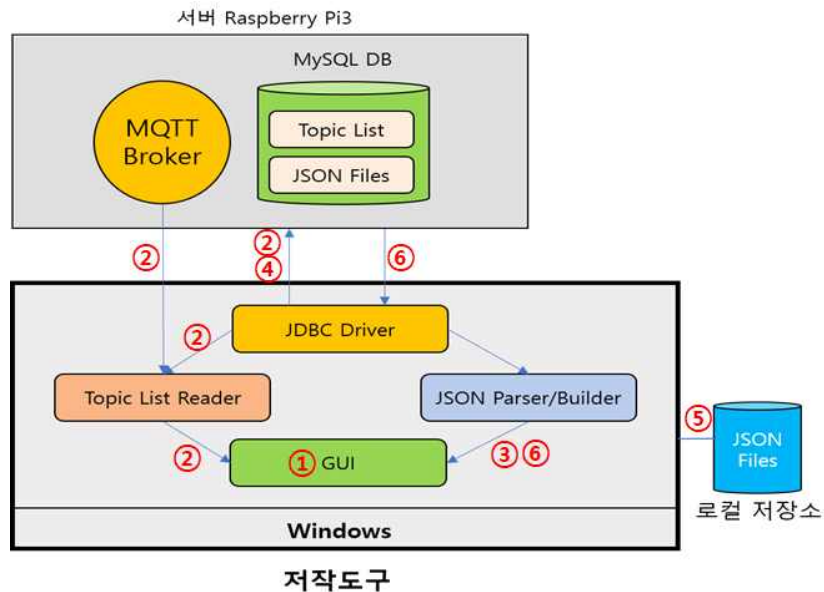 서버 Raspberry Pi3
MySQL DB
MQTT
Broker
Topic List
JSON Files
② ② ⑥
④
JDBC Driver
②
Topic List Reader
JSON Parser/Builder
② ③ ⑥
① GUI
⑤
JSON
Files
로컬 저장소
Windows
저작도구